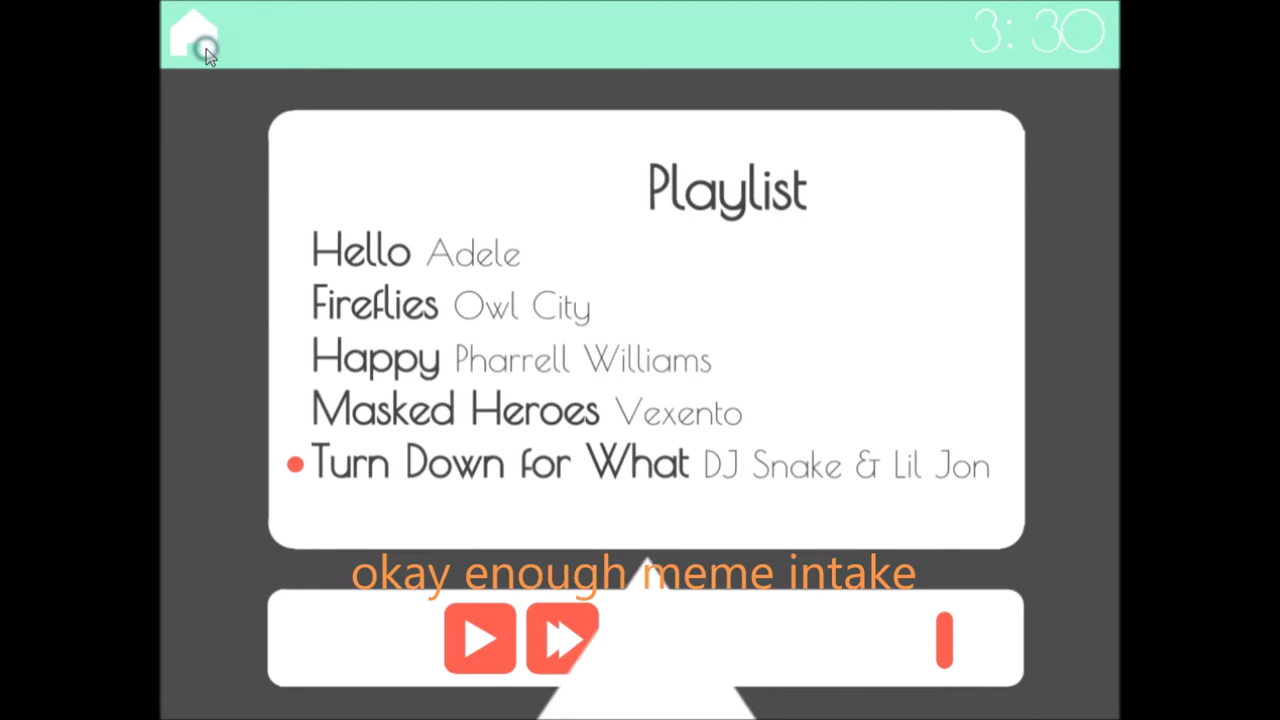 3: 30
Playlist
Hello Adele
Fireflies Owl City
Happy Pharrell Williams
Masked Heroes Vexento
Turn Down for What DJ Snake & Lil Jon
okay enough meme intake